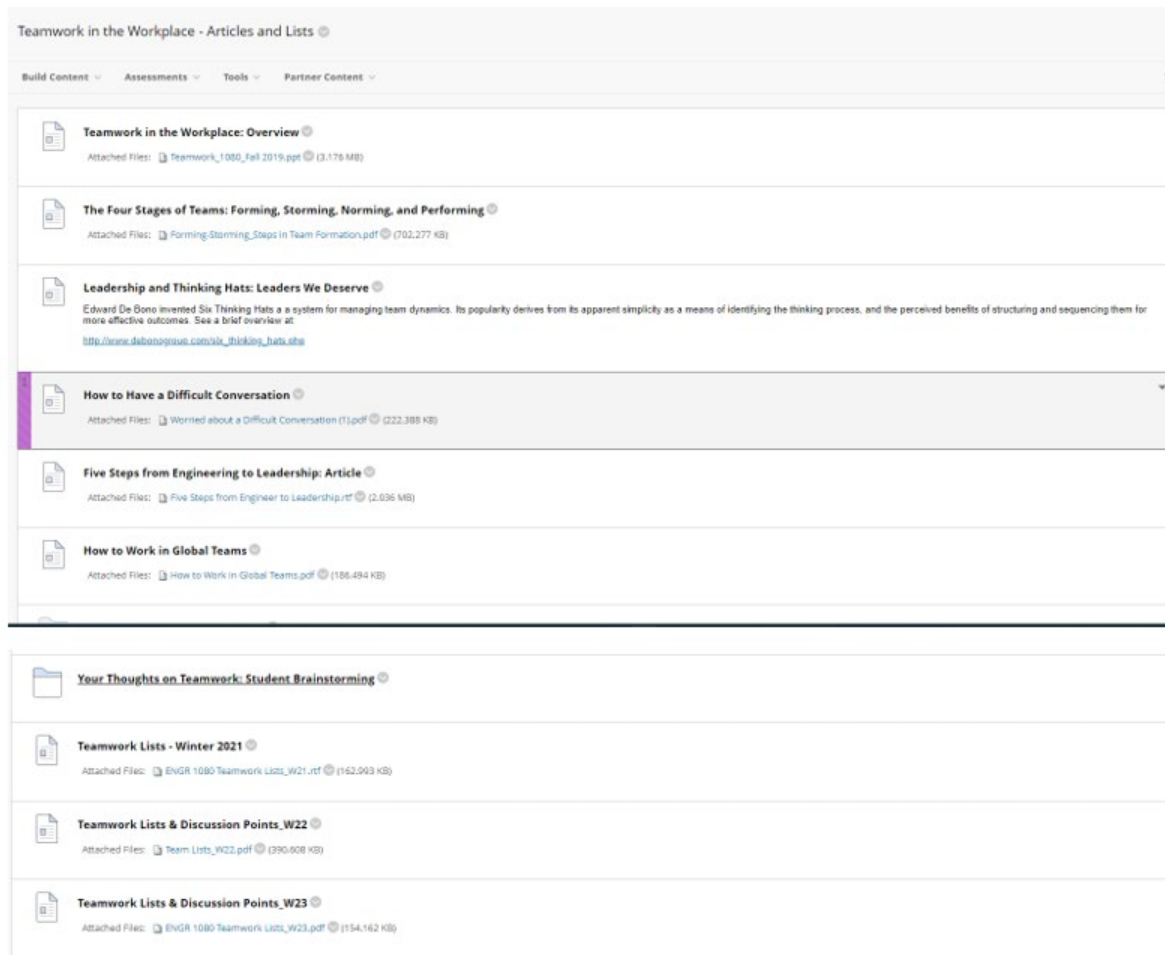 Teamwork in the Workplace - Articles and Lists
Build Content Assessments Tools Partner Content
Teamwork in the Workplace: Overview
Attached Files: Teamwork_1080_Fall 2019.ppt (3.176 MB)
The Four Stages of Teams: Forming, Storming, Norming, and Performing
Attached Files: Forming-Storming_Steps in Team Formation.pdf (702.277 KB)
Leadership and Thinking Hats: Leaders We Deserve
Edward De Bono invented Six Thinking Hats a a system for managing team dynamics. Its popularity derives from its apparent simplicity as a means of identifying the thinking process, and the perceived benefits of structuring and sequencing them for
more effective outcomes. See a brief overview at
http://www.debonogroup.com/six_thinking_hats.php
How to Have a Difficult Conversation
Attached Files: Worried about a Difficult Conversation (1).pdf (222.388 KB)
Five Steps from Engineering to Leadership: Article
Attached Files: Five Steps from Engineer to Leadership.rtf (2.036 MB)
How to Work in Global Teams
Attached Files: How to Work in Global Teams.pdf (186.494 KB)
Your Thoughts on Teamwork: Student Brainstorming
Teamwork Lists - Winter 2021
Attached Files: ENGR 1080 Teamwork Lists_W21.rtf (162.993 KB)
Teamwork Lists & Discussion Points_W22
Attached Files: Team Lists_W22.pdf (390.608 KB)
Teamwork Lists & Discussion Points_W23
Attached Files: ENGR 1080 Teamwork Lists_W23.pdf (154.162 KB)